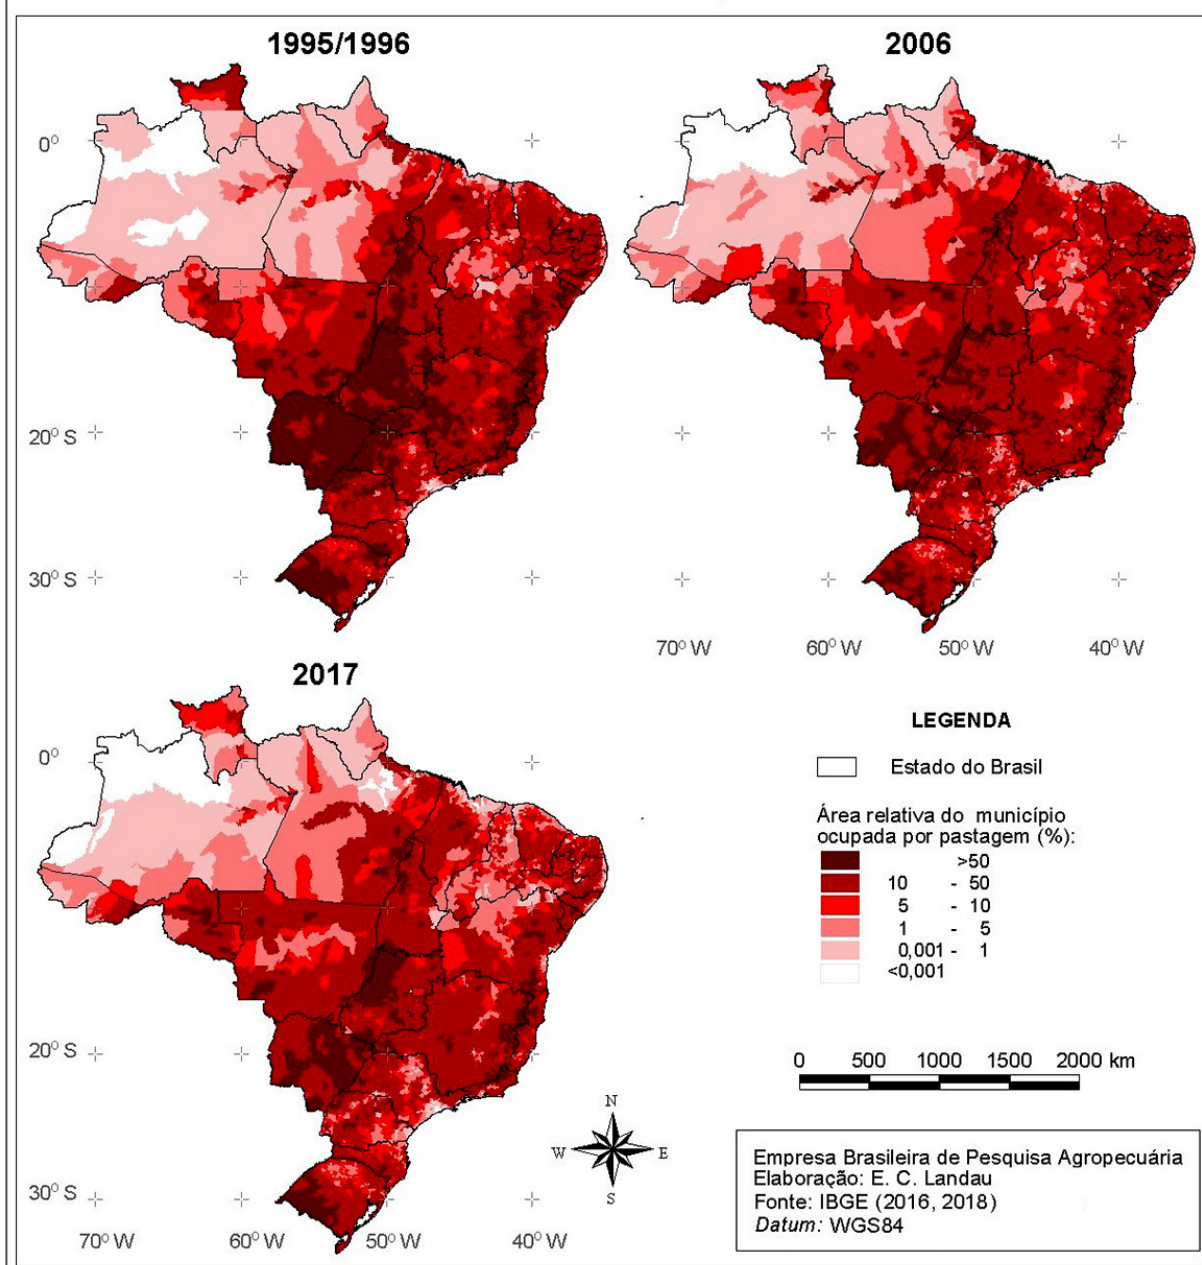 1995/1996
2006
0° 
20° S
30° S
70° W 60° W 50° W 40° W
2017
0°
20° S
30° S
70° W 60° W 50° W 40° W
LEGENDA
Estado do Brasil
Área relativa do município
ocupada por pastagem (%):
>50
10 - 50
5 - 10
1 - 5
0,001 - 1
<0,001
0 500 1000 1500 2000 km
N
W E
S
Empresa Brasileira de Pesquisa Agropecuária
Elaboração: E. C. Landau
Fonte: IBGE (2016, 2018)
Datum: WGS84